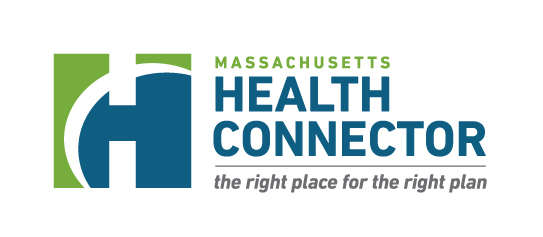 MASSACHUSETTS
HEALTH
CONNECTOR
the right place for the right plan